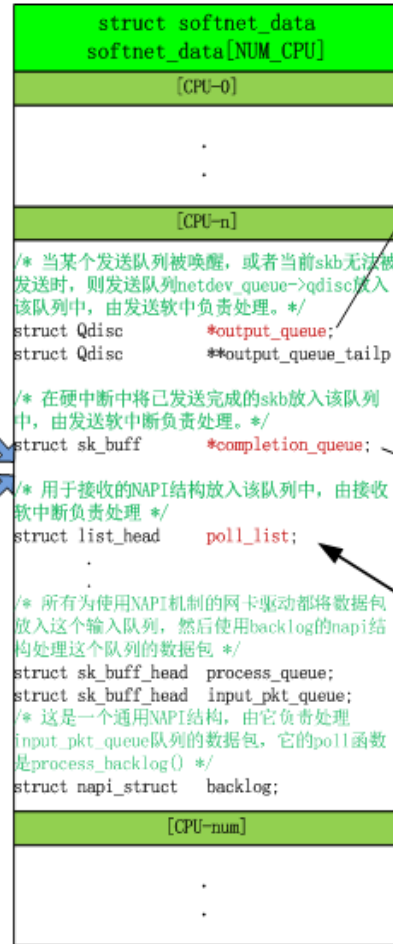 struct softnet_data
softnet_data[NUM_CPU]
[CPU-0]
.
.
[CPU-n]
/* 当某个发送队列被唤醒，或者当前skb无法被
发送时，则发送队列netdev_queue->qdisc放入
该队列中，由发送软中负责处理。*/
struct Qdisc *output_queue;
struct Qdisc **output_queue_tailp
/* 在硬中断中将已发送完成的skb放入该队列
中，由发送软中断负责处理。*/
struct sk_buff *completion_queue;
/* 用于接收的NAPI结构放入该队列中，由接收
软中断负责处理 */
struct list_head poll_list;
.
.
/* 所有为使用NAPI机制的网卡驱动都将数据包
放入这个输入队列，然后使用backlog的napi结
构处理这个队列的数据包 */
struct sk_buff_head process_queue;
struct sk_buff_head input_pkt_queue;
/* 这是一个通用NAPI结构，由它负责处理
input_pkt_queue队列的数据包，它的poll函数
是process_backlog() */
struct napi_struct backlog;
[CPU-num]
.
.